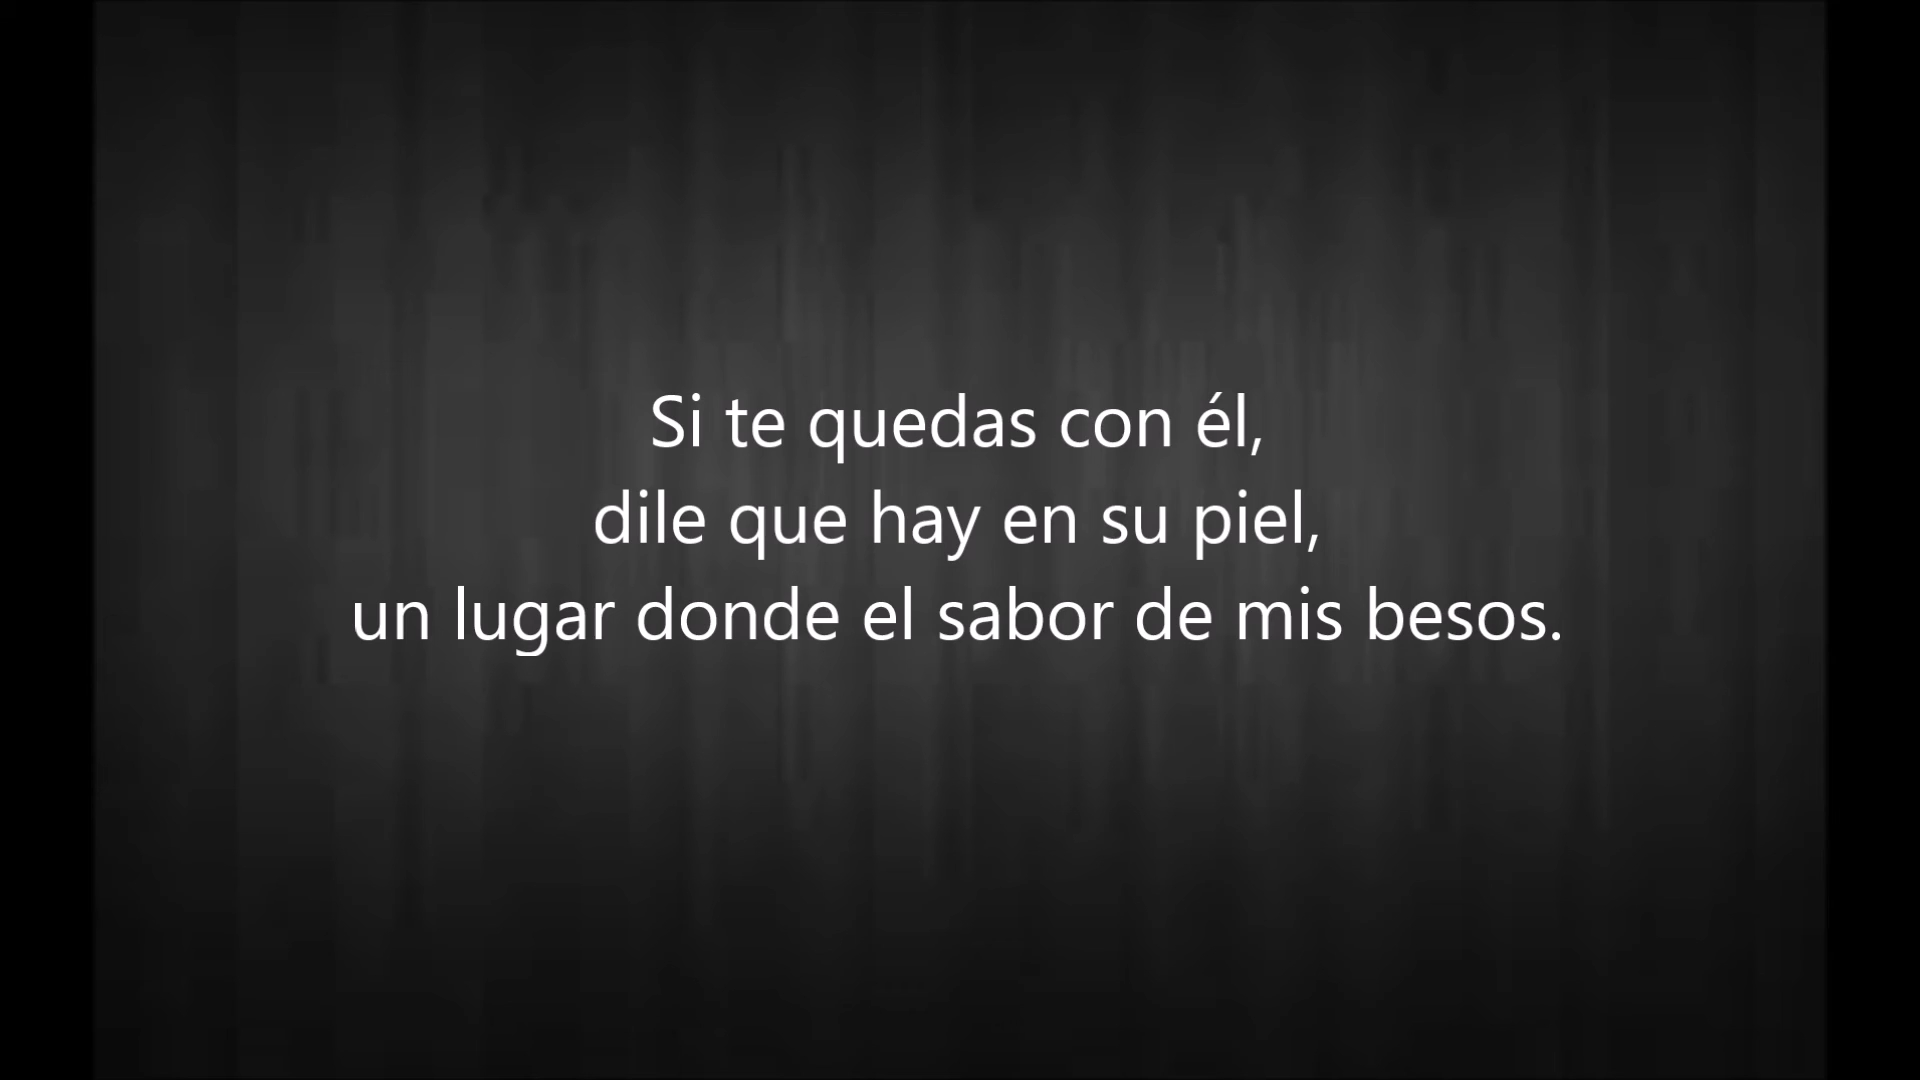 Si te quedas con él,
dile que hay en su piel,
un lugar donde el sabor de mis besos.